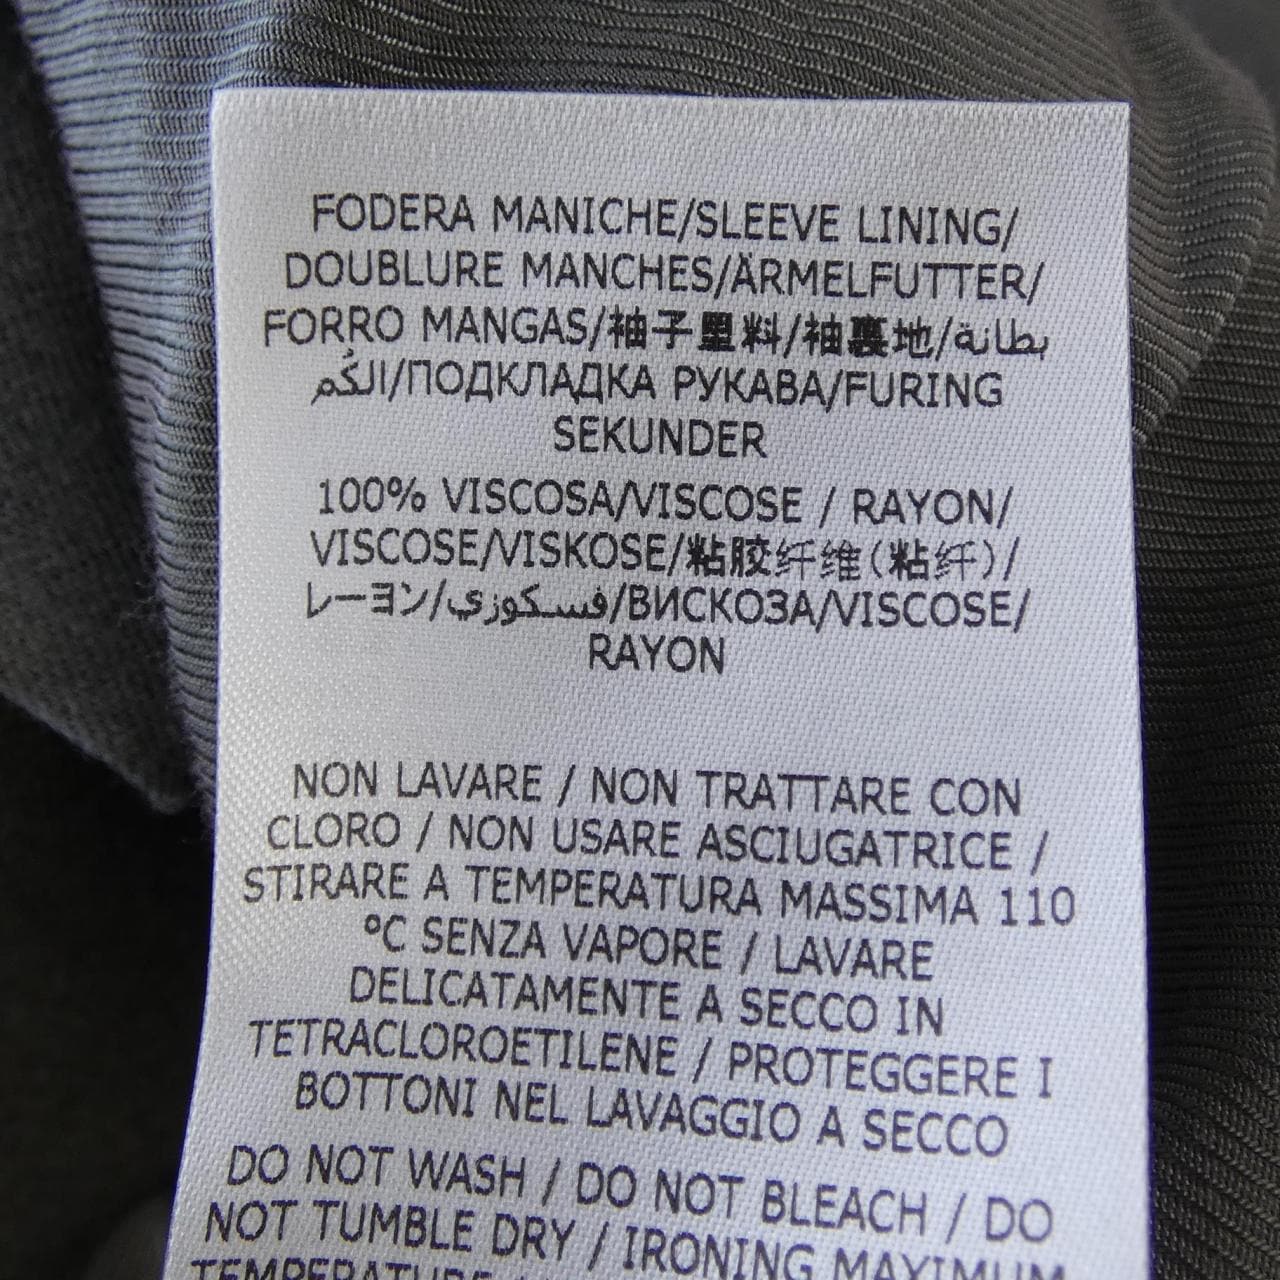 FODERA MANICHE/SLEEVE LINING/
DOUBLURE MANCHES/ÄRMELFUTTER/
FORRO MANGAS/袖子里料/袖裏地/بطانة
الكُم/ПОДКЛАДКА РУКАВА/FURING
SEKUNDER
100% VISCOSA/VISCOSE / RAYON/
VISCOSE/VISKOSE/粘胶纤维(粘纤)/
レーヨン/فسكوزي/ВИСКОЗА/VISCOSE/
RAYON
NON LAVARE / NON TRATTARE CON
CLORO / NON USARE ASCIUGATRICE /
STIRARE A TEMPERATURA MASSIMA 110
°C SENZA VAPORE / LAVARE
DELICATAMENTE A SECCO IN
TETRACLOROETILENE / PROTEGGERE I
BOTTONI NEL LAVAGGIO A SECCO
DO NOT WASH / DO NOT BLEACH / DO
NOT TUMBLE DRY / IRONING MAXIMUM
TEMPERATURE